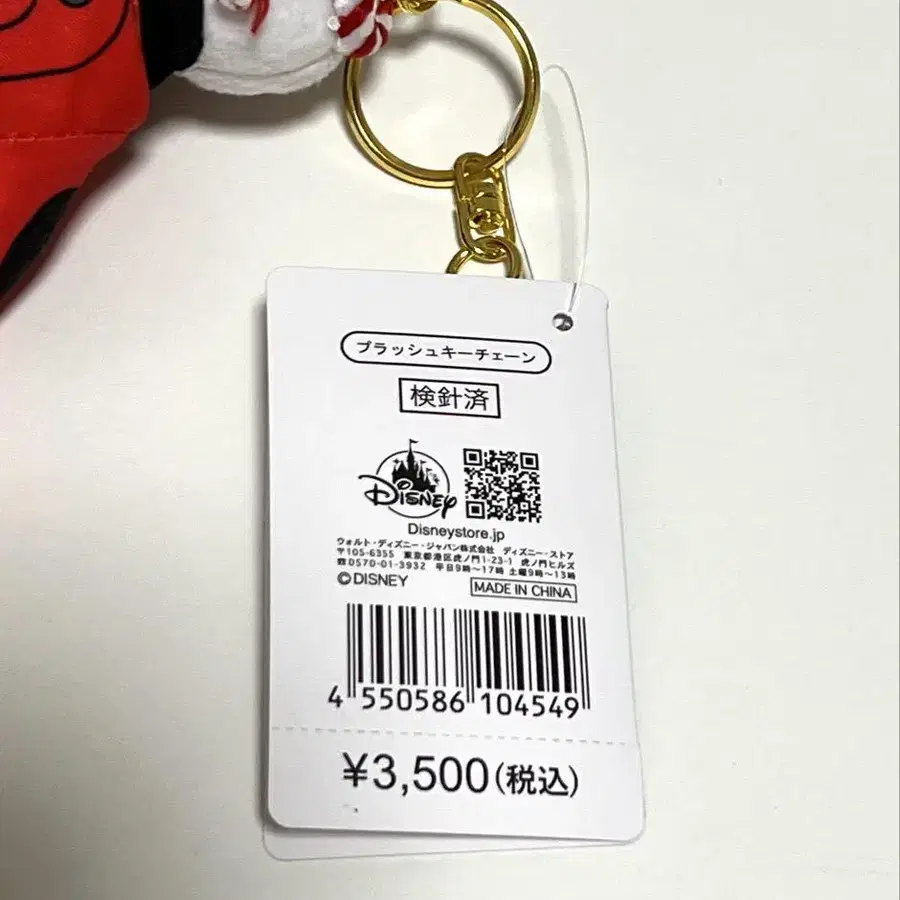 プラッシュキーチェーン
検針済
DISNEY
Disneystore.jp
ウォルト・ディズニー・ジャパン株式会社 ディズニー・ストア
〒105-6355 東京都港区虎ノ門1-23-1 虎ノ門ヒルズ
☎0570-01-3932 平日9時〜17時 土曜9時〜13時
©DISNEY MADE IN CHINA
4 550586 104549
¥3,500(税込)